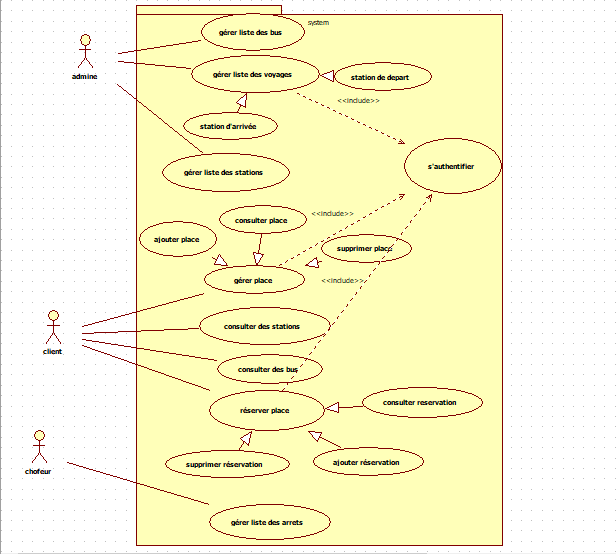 system
gérer liste des bus
admine
gérer liste des voyages
station de depart
<<include>>
station d'arrivée
s'authentifier
gérer liste des stations
consulter place
<<include>>
ajouter place
supprimer place
gérer place
<<include>>
consulter des stations
client
consulter des bus
consulter reservation
réserver place
supprimer réservation
ajouter réservation
chofeur
gérer liste des arrets